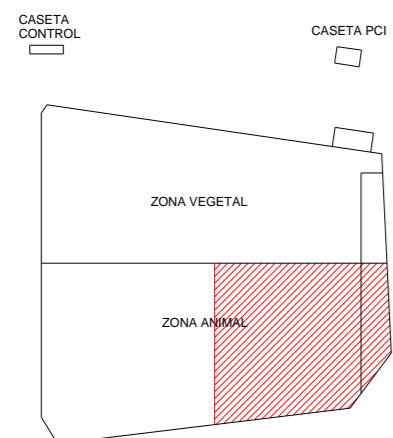 CASETA
CONTROL
CASETA PCI
ZONA VEGETAL
ZONA ANIMAL